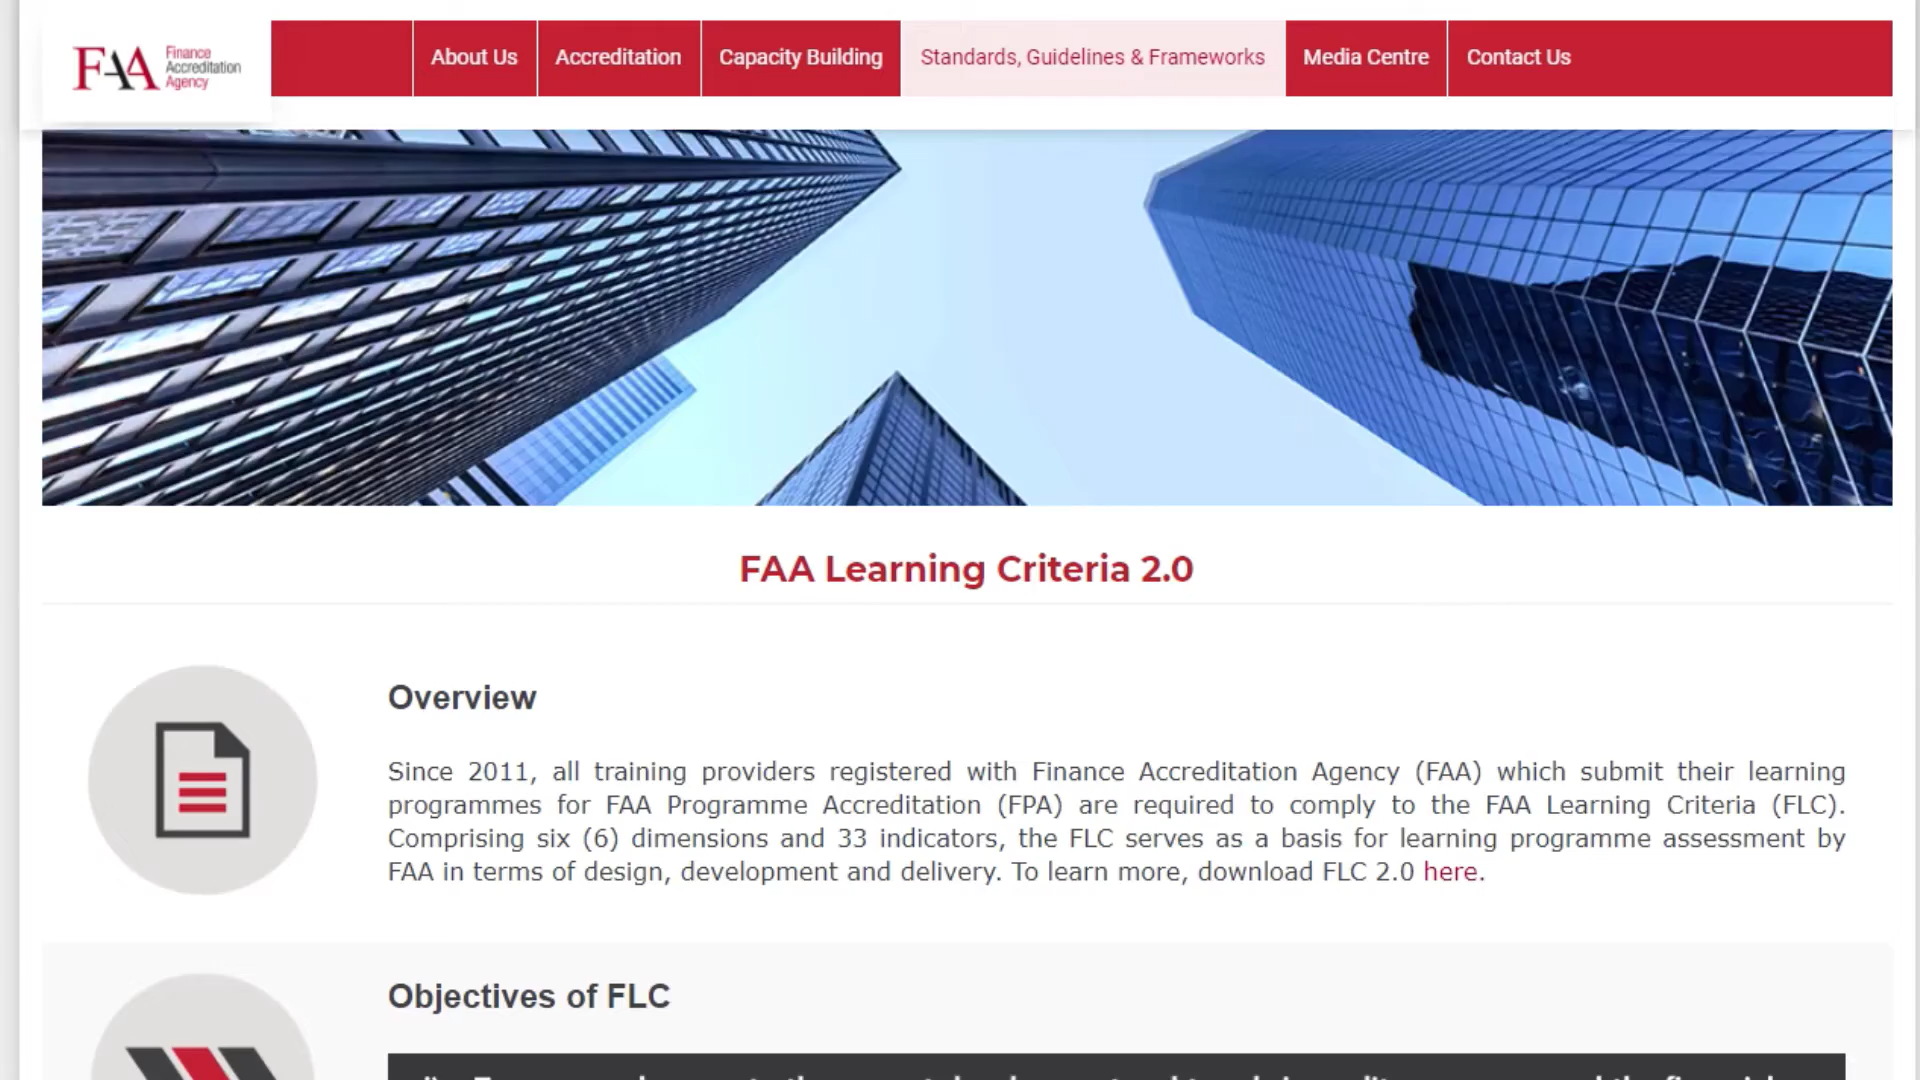 FAA Finance
Accreditation
Agency
About Us
Accreditation
Capacity Building
Standards, Guidelines & Frameworks
Media Centre
Contact Us
FAA Learning Criteria 2.0
Overview
Since 2011, all training providers registered with Finance Accreditation Agency (FAA) which submit their learning
programmes for FAA Programme Accreditation (FPA) are required to comply to the FAA Learning Criteria (FLC).
Comprising six (6) dimensions and 33 indicators, the FLC serves as a basis for learning programme assessment by
FAA in terms of design, development and delivery. To learn more, download FLC 2.0 here.
Objectives of FLC